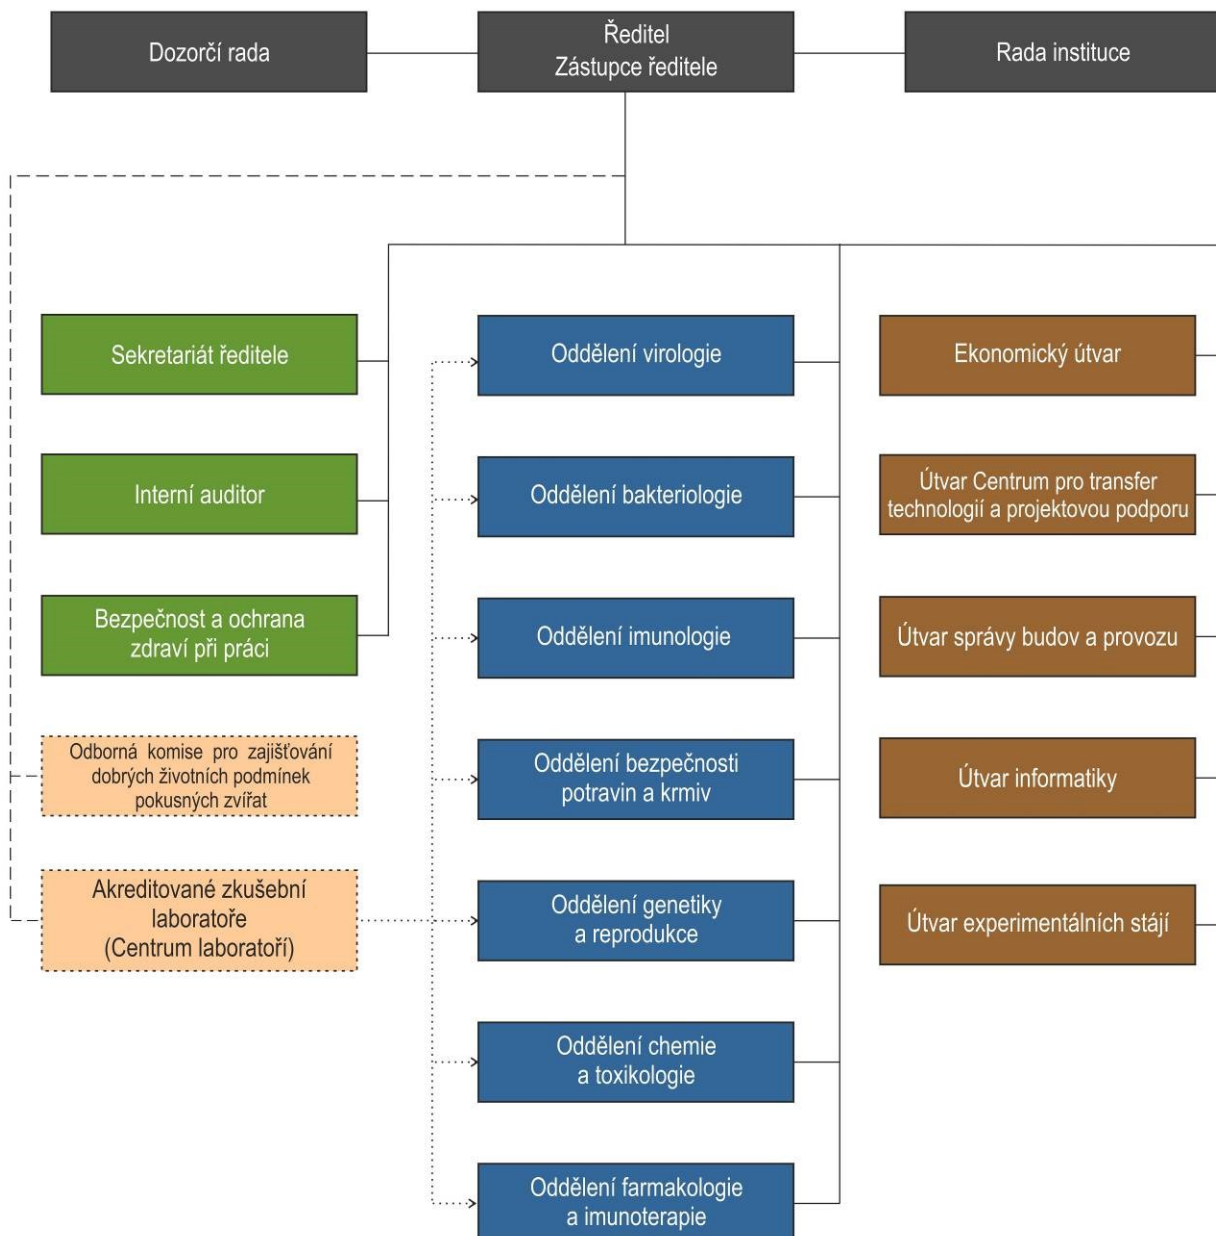 Dozorčí rada
Ředitel
Zástupce ředitele
Rada instituce
Sekretariát ředitele
Interní auditor
Bezpečnost a ochrana
zdraví při práci
Odborná komise pro zajišťování
dobrých životních podmínek
pokusných zvířat
Akreditované zkušební
laboratoře
(Centrum laboratoří)
Oddělení virologie
Oddělení bakteriologie
Oddělení imunologie
Oddělení bezpečnosti
potravin a krmiv
Oddělení genetiky
a reprodukce
Oddělení chemie
a toxikologie
Oddělení farmakologie
a imunoterapie
Ekonomický útvar
Útvar Centrum pro transfer
technologií a projektovou podporu
Útvar správy budov a provozu
Útvar informatiky
Útvar experimentálních stájí